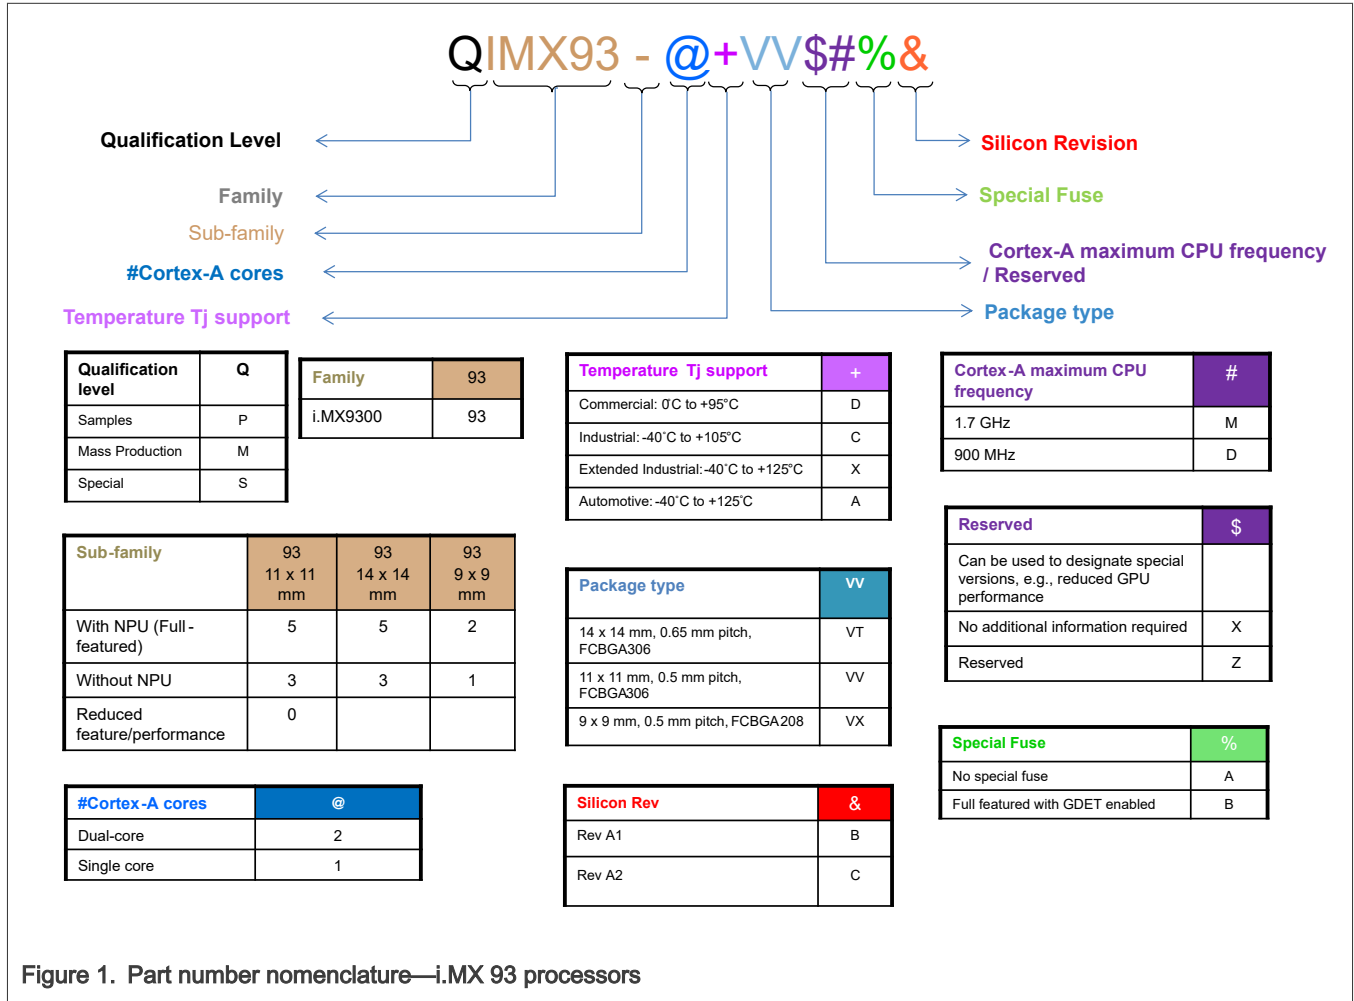 QIMX93 - @+VV$#%&
Qualification Level
Silicon Revision
Family
Special Fuse
Sub-family
#Cortex-A cores
Cortex-A maximum CPU frequency
/ Reserved
Temperature Tj support
Package type
Qualification level Q
Samples P
Mass Production M
Special S
Family 93
i.MX9300 93
Temperature Tj support +
Commercial: 0°C to +95°C D
Industrial: -40°C to +105°C C
Extended Industrial: -40°C to +125°C X
Automotive: -40°C to +125°C A
Cortex-A maximum CPU
frequency #
1.7 GHz M
900 MHz D
Sub-family 93 93 93
11 x 11 14 x 14 9 x 9
mm mm mm
With NPU (Full- 5 5 2
featured)
Without NPU 3 3 1
Reduced 0
feature/performance
Package type VV
14 x 14 mm, 0.65 mm pitch, VT
FCBGA306
11 x 11 mm, 0.5 mm pitch, VV
FCBGA306
9 x 9 mm, 0.5 mm pitch, FCBGA208 VX
Reserved $
Can be used to designate special
versions, e.g., reduced GPU
performance
No additional information required X
Reserved Z
Special Fuse %
No special fuse A
Full featured with GDET enabled B
#Cortex-A cores @
Dual-core 2
Single core 1
Silicon Rev &
Rev A1 B
Rev A2 C
Figure 1. Part number nomenclature—i.MX 93 processors